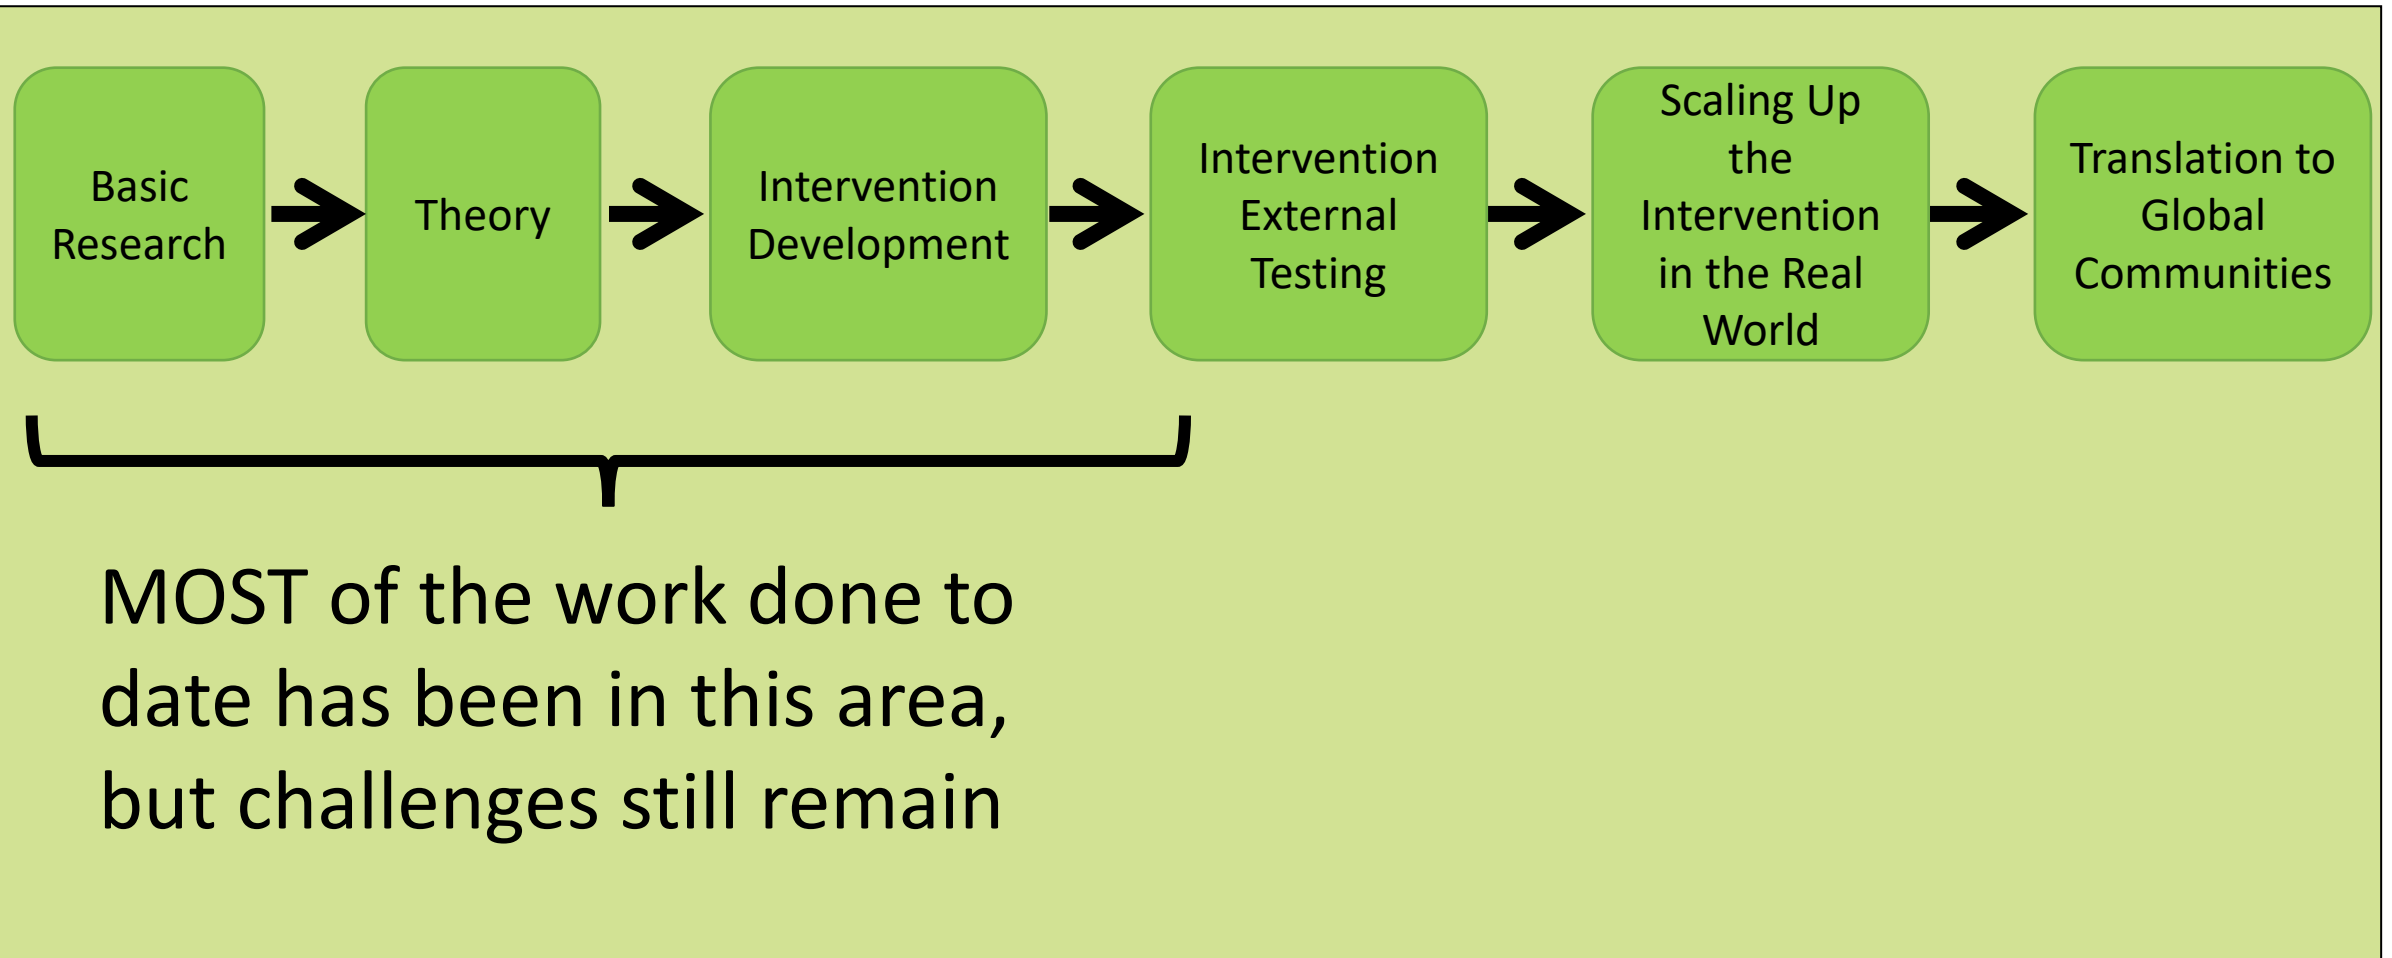 Basic
Research
Theory
Intervention
Development
Intervention
External
Testing
Scaling Up
the
Intervention
in the Real
World
Translation to
Global
Communities
MOST of the work done to
date has been in this area,
but challenges still remain